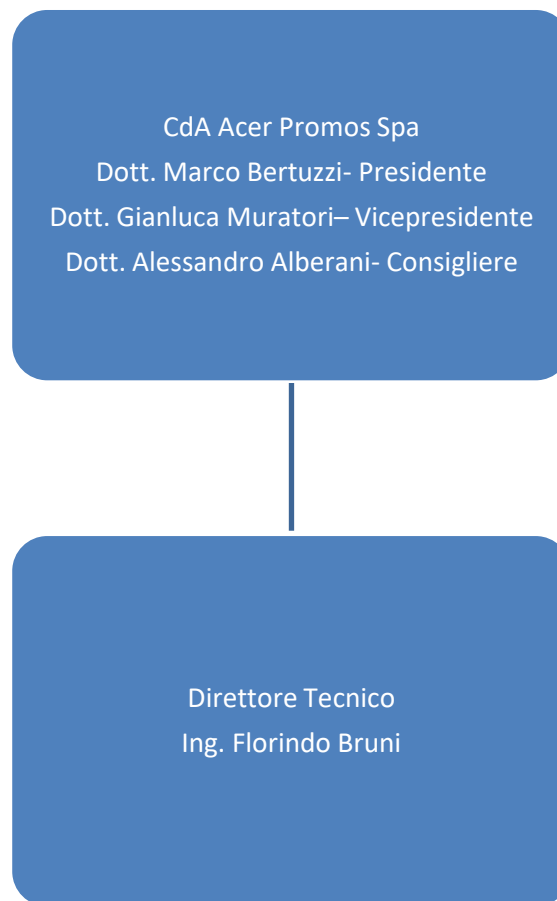 CdA Acer Promos Spa
Dott. Marco Bertuzzi- Presidente
Dott. Gianluca Muratori– Vicepresidente
Dott. Alessandro Alberani- Consigliere
Direttore Tecnico
Ing. Florindo Bruni